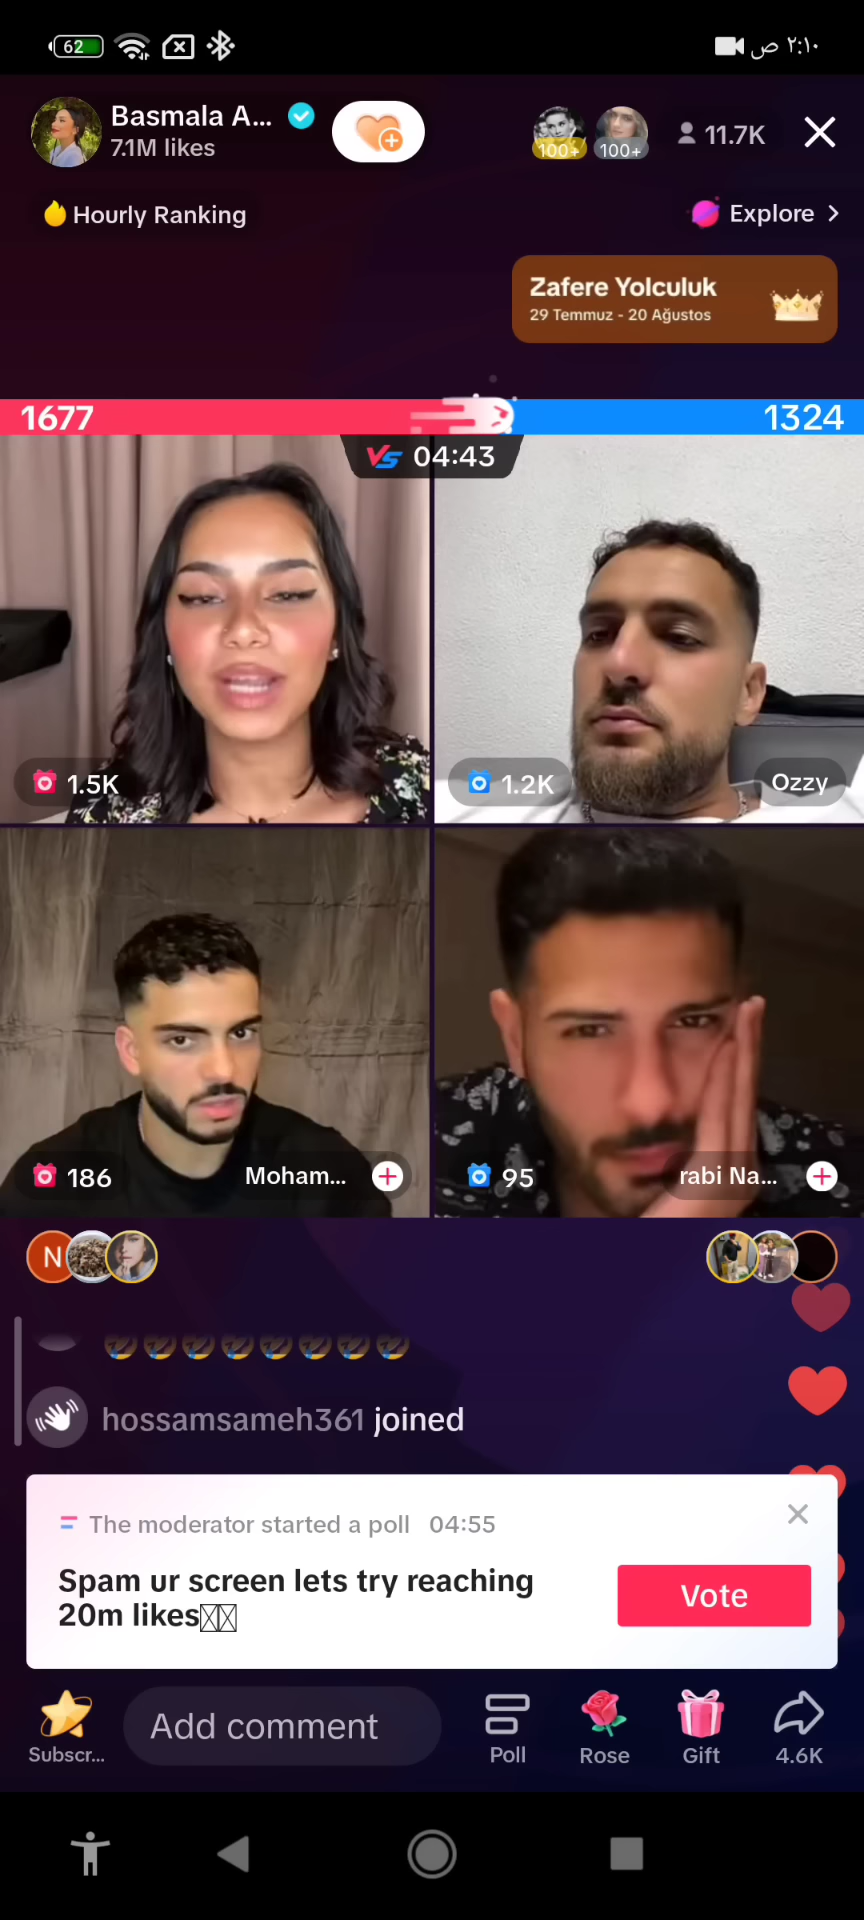 62
٢:١٠ ص
Basmala A...
7.1M likes
100+
100+
11.7K
Hourly Ranking
Explore
Zafere Yolculuk
29 Temmuz - 20 Ağustos
1677
1324
VS 04:43
1.5K
1.2K
Ozzy
186
Moham...
95
rabi Na...
N
hossamsameh361 joined
The moderator started a poll 04:55
Spam ur screen lets try reaching
20m likes
Vote
Subscr...
Add comment
Poll
Rose
Gift
4.6K